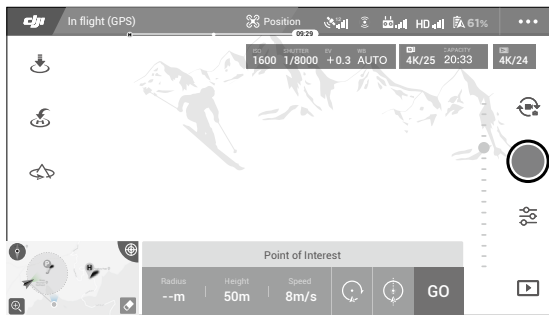 dji In flight (GPS) Position HD 61%
09:29
ISO SHUTTER EV WB CAPACITY
1600 1/8000 +0.3 AUTO 4K/25 20:33 4K/24
H
Point of Interest
Radius Height Speed
--m 50m 8m/s GO